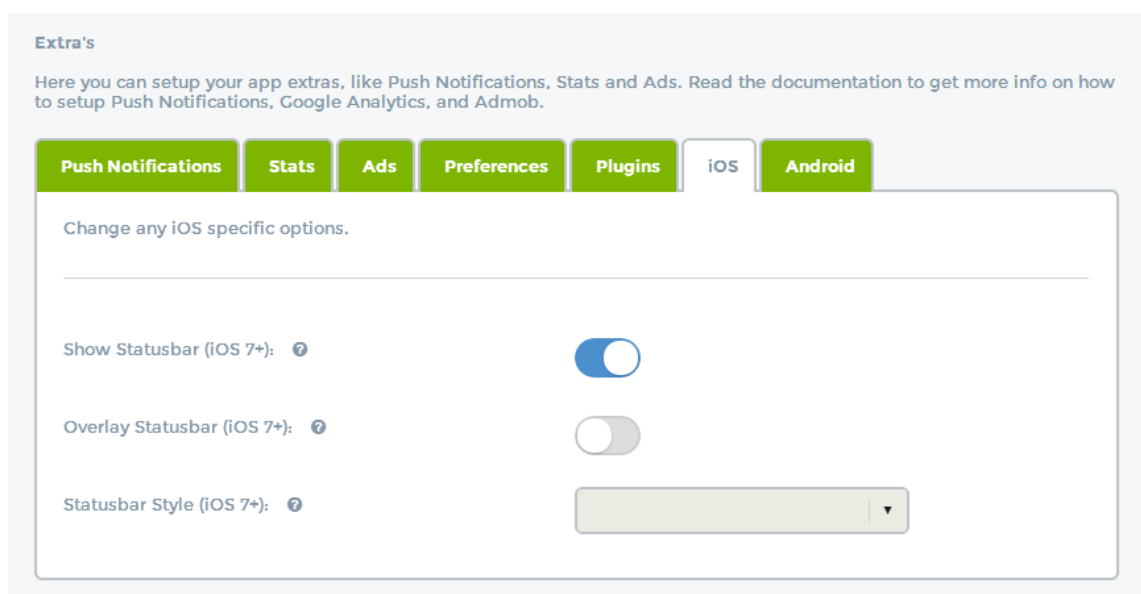 Extra's
Here you can setup your app extras, like Push Notifications, Stats and Ads. Read the documentation to get more info on how
to setup Push Notifications, Google Analytics, and Admob.
Push Notifications Stats Ads Preferences Plugins iOS Android
Change any iOS specific options.
Show Statusbar (iOS 7+): ?
Overlay Statusbar (iOS 7+): ?
Statusbar Style (iOS 7+): ?